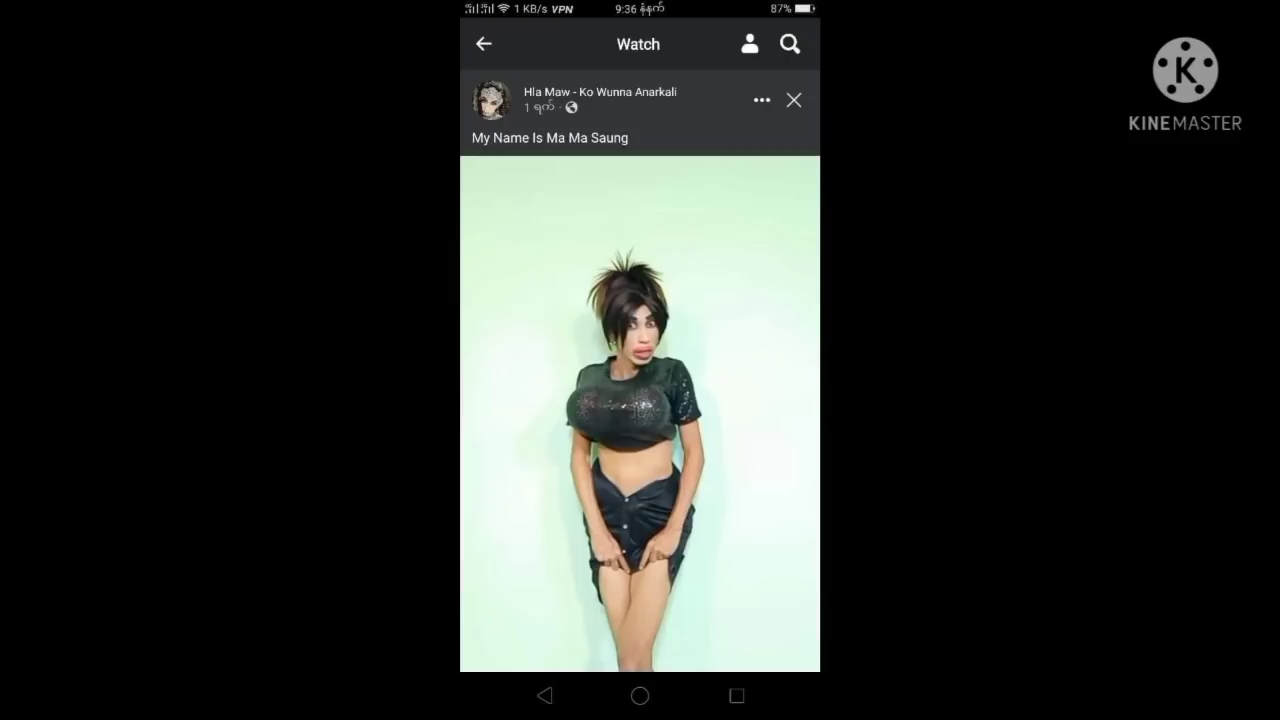 1 KB/s VPN 9:36 နံနက် 87%
Watch
Hla Maw - Ko Wunna Anarkali
1 ရက် ·
My Name Is Ma Ma Saung
K
KINEMASTER